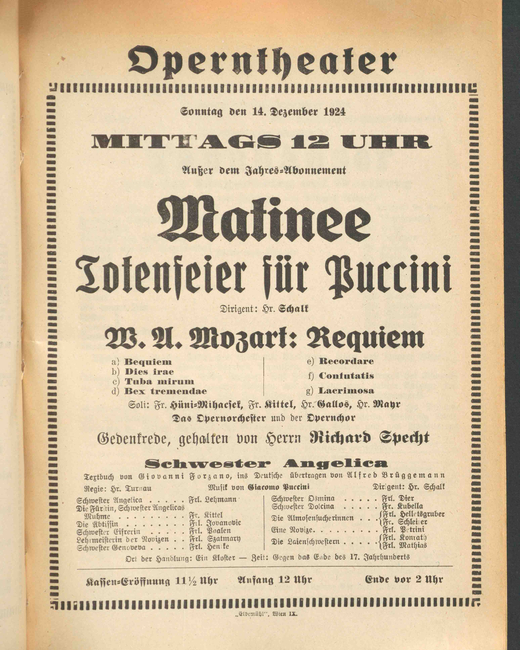 Operntheater
Sonntag den 14. Dezember 1924
MITTAGS 12 UHR
Außer dem Jahres-Abonnement
Matinee
Totenfeier für Puccini
Dirigent: Hr. Schalk
W. A. Mozart: Requiem
a) Requiem
b) Dies irae
c) Tuba mirum
d) Rex tremendae
e) Recordare
f) Confutatis
g) Lacrimosa
Soli: Fr. Hüni-Mihacsek, Fr. Kittel, Hr. Gallos, Hr. Mayr
Das Opernorchester und der Opernchor
Gedenkrede, gehalten von Herrn Richard Specht
Schwester Angelica
Textbuch von Giovanni Forzano, ins Deutsche übertragen von Alfred Brüggemann
Regie: Hr. Turnau Musik von Giacomo Puccini Dirigent: Hr. Schalk
Schwester Angelica . . . . . Frl. Lehmann
Die Fürstin, Schwester Angelicas
Muhme . . . . . Fr. Kittel
Die Äbtissin . . . . . Frl. Jovanovic
Schwester Eiferin . . . . . Fr. Paalen
Lehrmeisterin der Novizen . . . . Frl. Szatmary
Schwester Genoveva . . . . . Frl. Henke
Schwester Osmina . . . . . Frl. Dier
Schwester Dolcina . . . . . Fr. Kubella
Die Almosensucherinnen . . . Frl. Helletsgruber
Fr. Schleier
Eine Novize . . . . . Frl.
Die Laienschwestern . . . . Frl. Komaty
Frl. Mathias
Ort der Handlung: Ein Kloster — Zeit: Gegen das Ende des 17. Jahrhunderts
Kassen-Eröffnung 11½ Uhr Anfang 12 Uhr Ende vor 2 Uhr
„Elbemühl“, Wien IX.